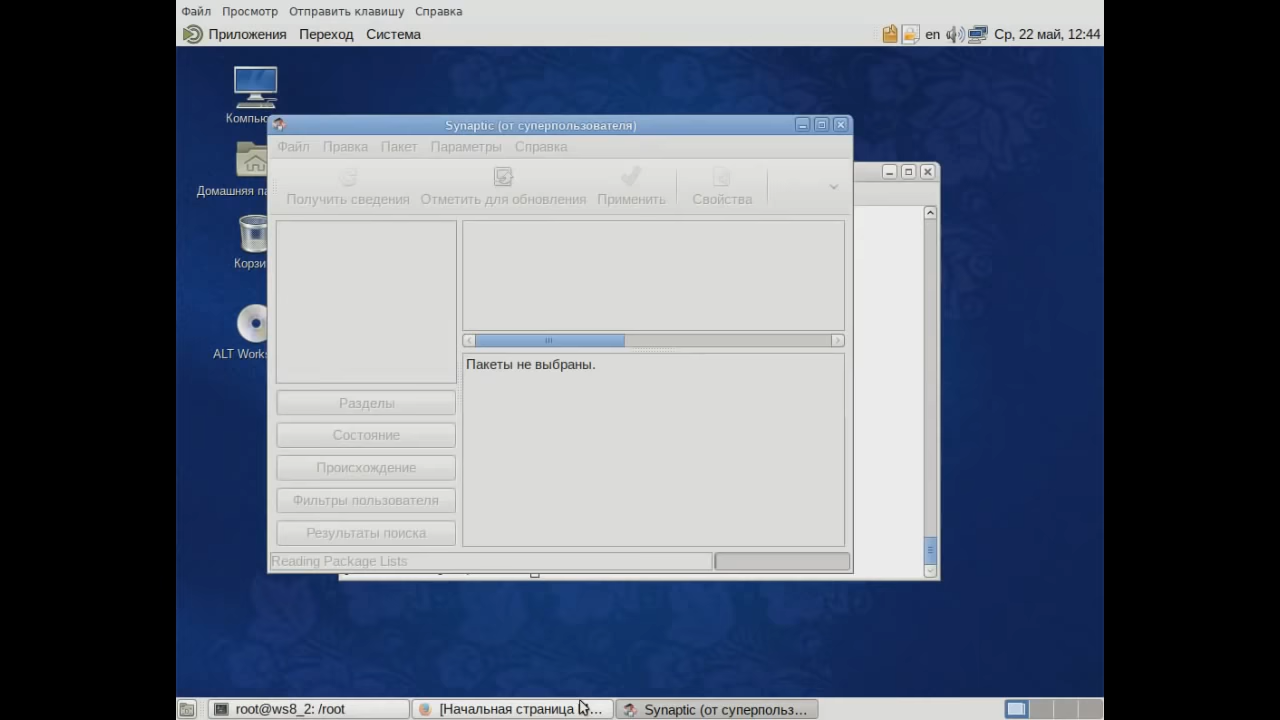 Файл Просмотр Отправить клавишу Справка
Приложения Переход Система en Ср, 22 май, 12:44
Synaptic (от суперпользователя)
Файл Правка Пакет Параметры Справка
Получить сведения Отметить для обновления Применить Свойства
Домашняя
ALT
Пакеты не выбраны.
Разделы
Состояние
Происхождение
Фильтры пользователя
Результаты поиска
Reading Package Lists
root@ws8_2: /root [Начальная страница ... Synaptic (от суперпольз...